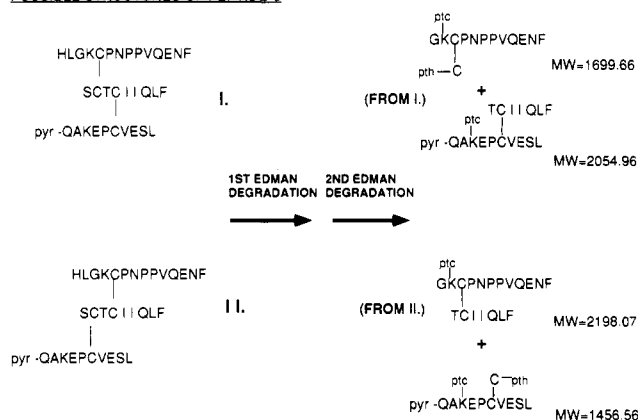 ptc
HLGKCPNPPVQENF
GKCPNPPVQENF
pth—C
MW=1699.66
SCTCIIQLF
I.
(FROM I.)
+
TCIIQLF
ptc
pyr -QAKEPCVESL
pyr -QAKEPCVESL
MW=2054.96
1ST EDMAN DEGRADATION
2ND EDMAN DEGRADATION
ptc
HLGKCPNPPVQENF
GKCPNPPVQENF
SCTCIIQLF
II.
(FROM II.)
TCIIQLF
MW=2198.07
+
pyr -QAKEPCVESL
ptc
C—pth
pyr -QAKEPCVESL
MW=1456.56